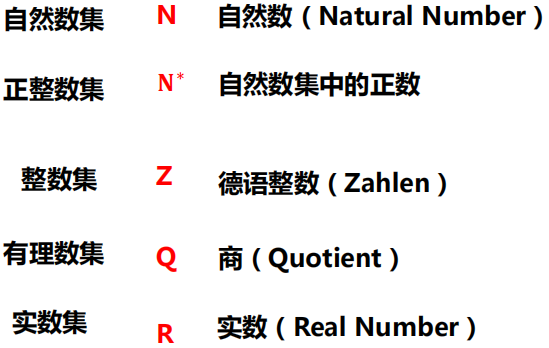 自然数集 N 自然数（Natural Number）
正整数集 N* 自然数集中的正数
整数集 Z 德语整数（Zahlen）
有理数集 Q 商（Quotient）
实数集 R 实数（Real Number）